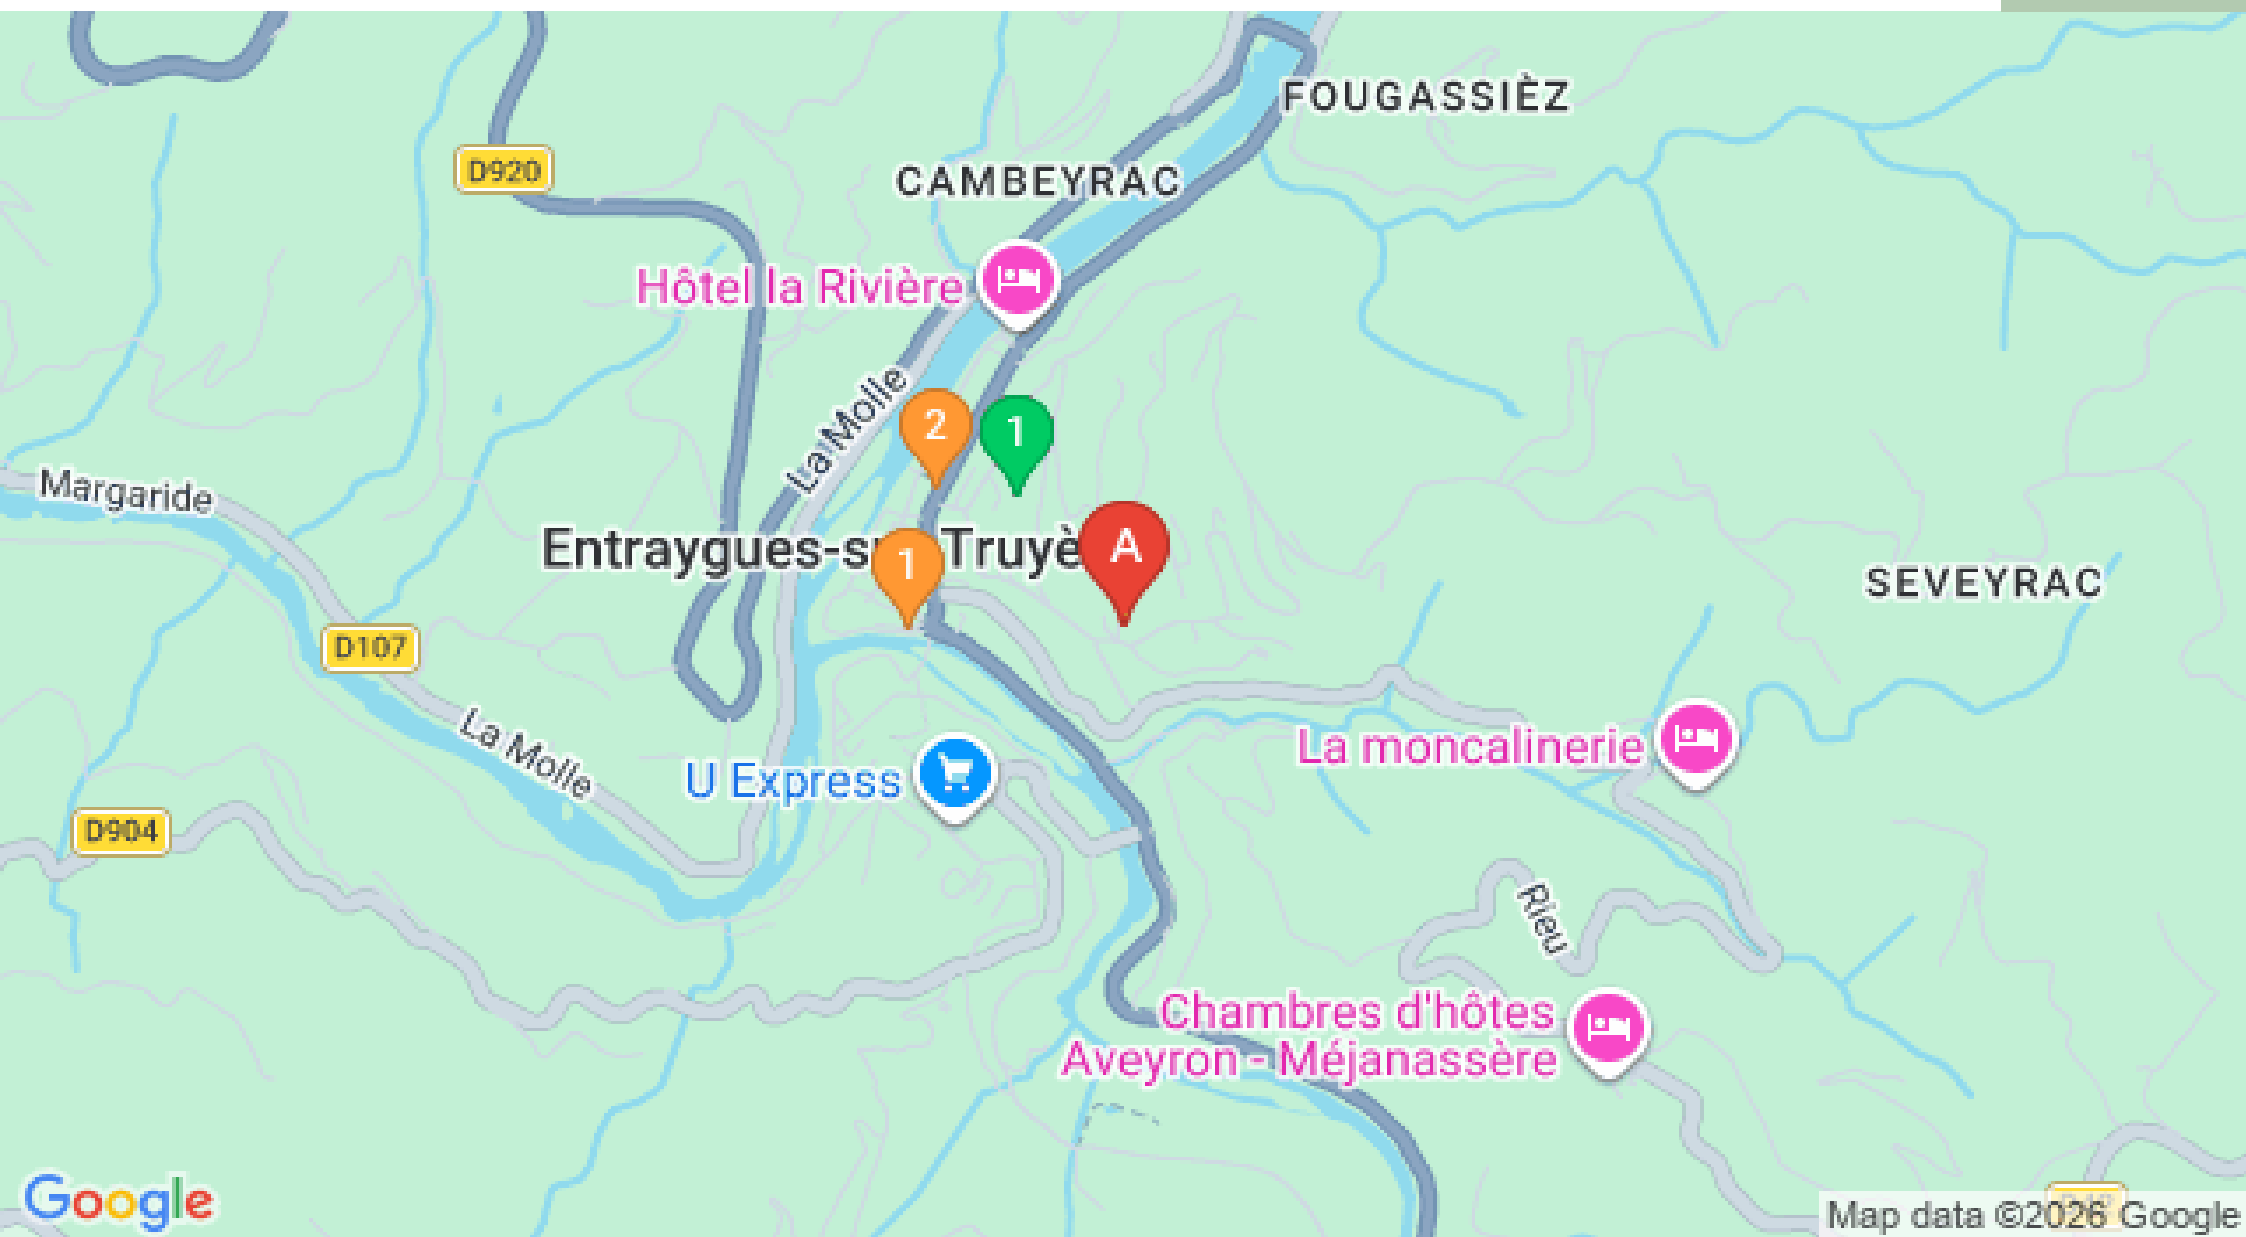 FOUGASSIÈZ
D920
CAMBEYRAC
Hôtel la Rivière
La Molle
2
1
Margaride
Entraygues-s
Truyè
1
A
SEVEYRAC
D107
La Molle
La moncalinerie
U Express
D904
Rieu
Chambres d'hôtes
Aveyron - Méjanassère
Google
Map data ©2026 Google